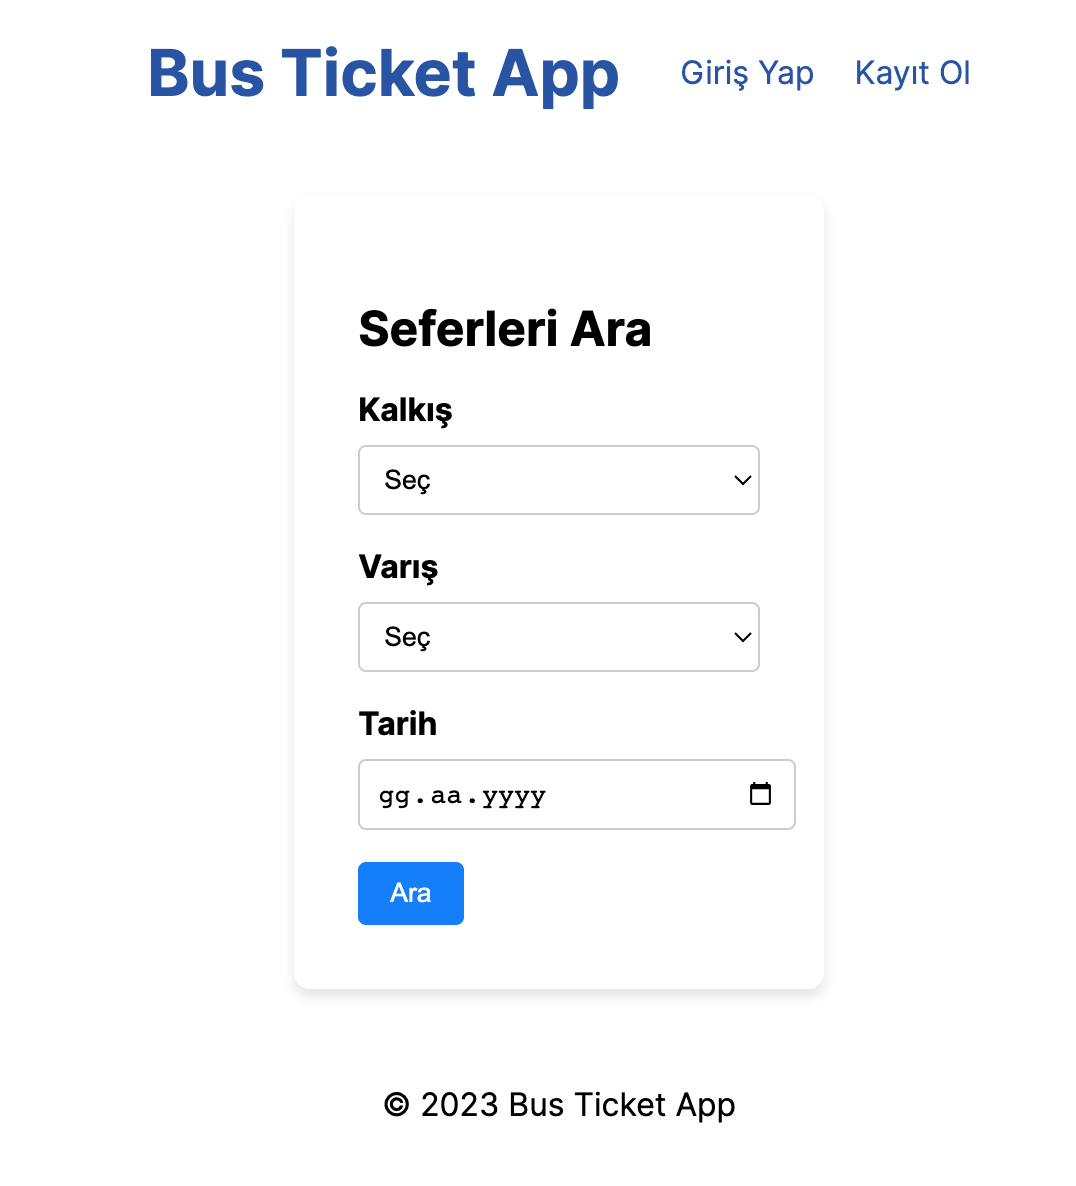 Bus Ticket App Giriş Yap Kayıt Ol
Seferleri Ara
Kalkış
Seç
Varış
Seç
Tarih
gg.aa.yyyy
Ara
© 2023 Bus Ticket App